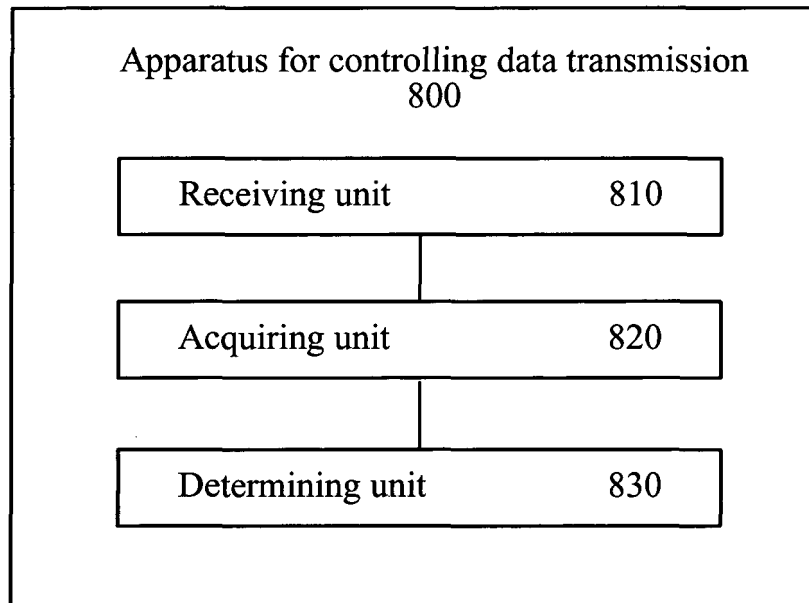 Apparatus for controlling data transmission
800
Receiving unit 810
Acquiring unit 820
Determining unit 830